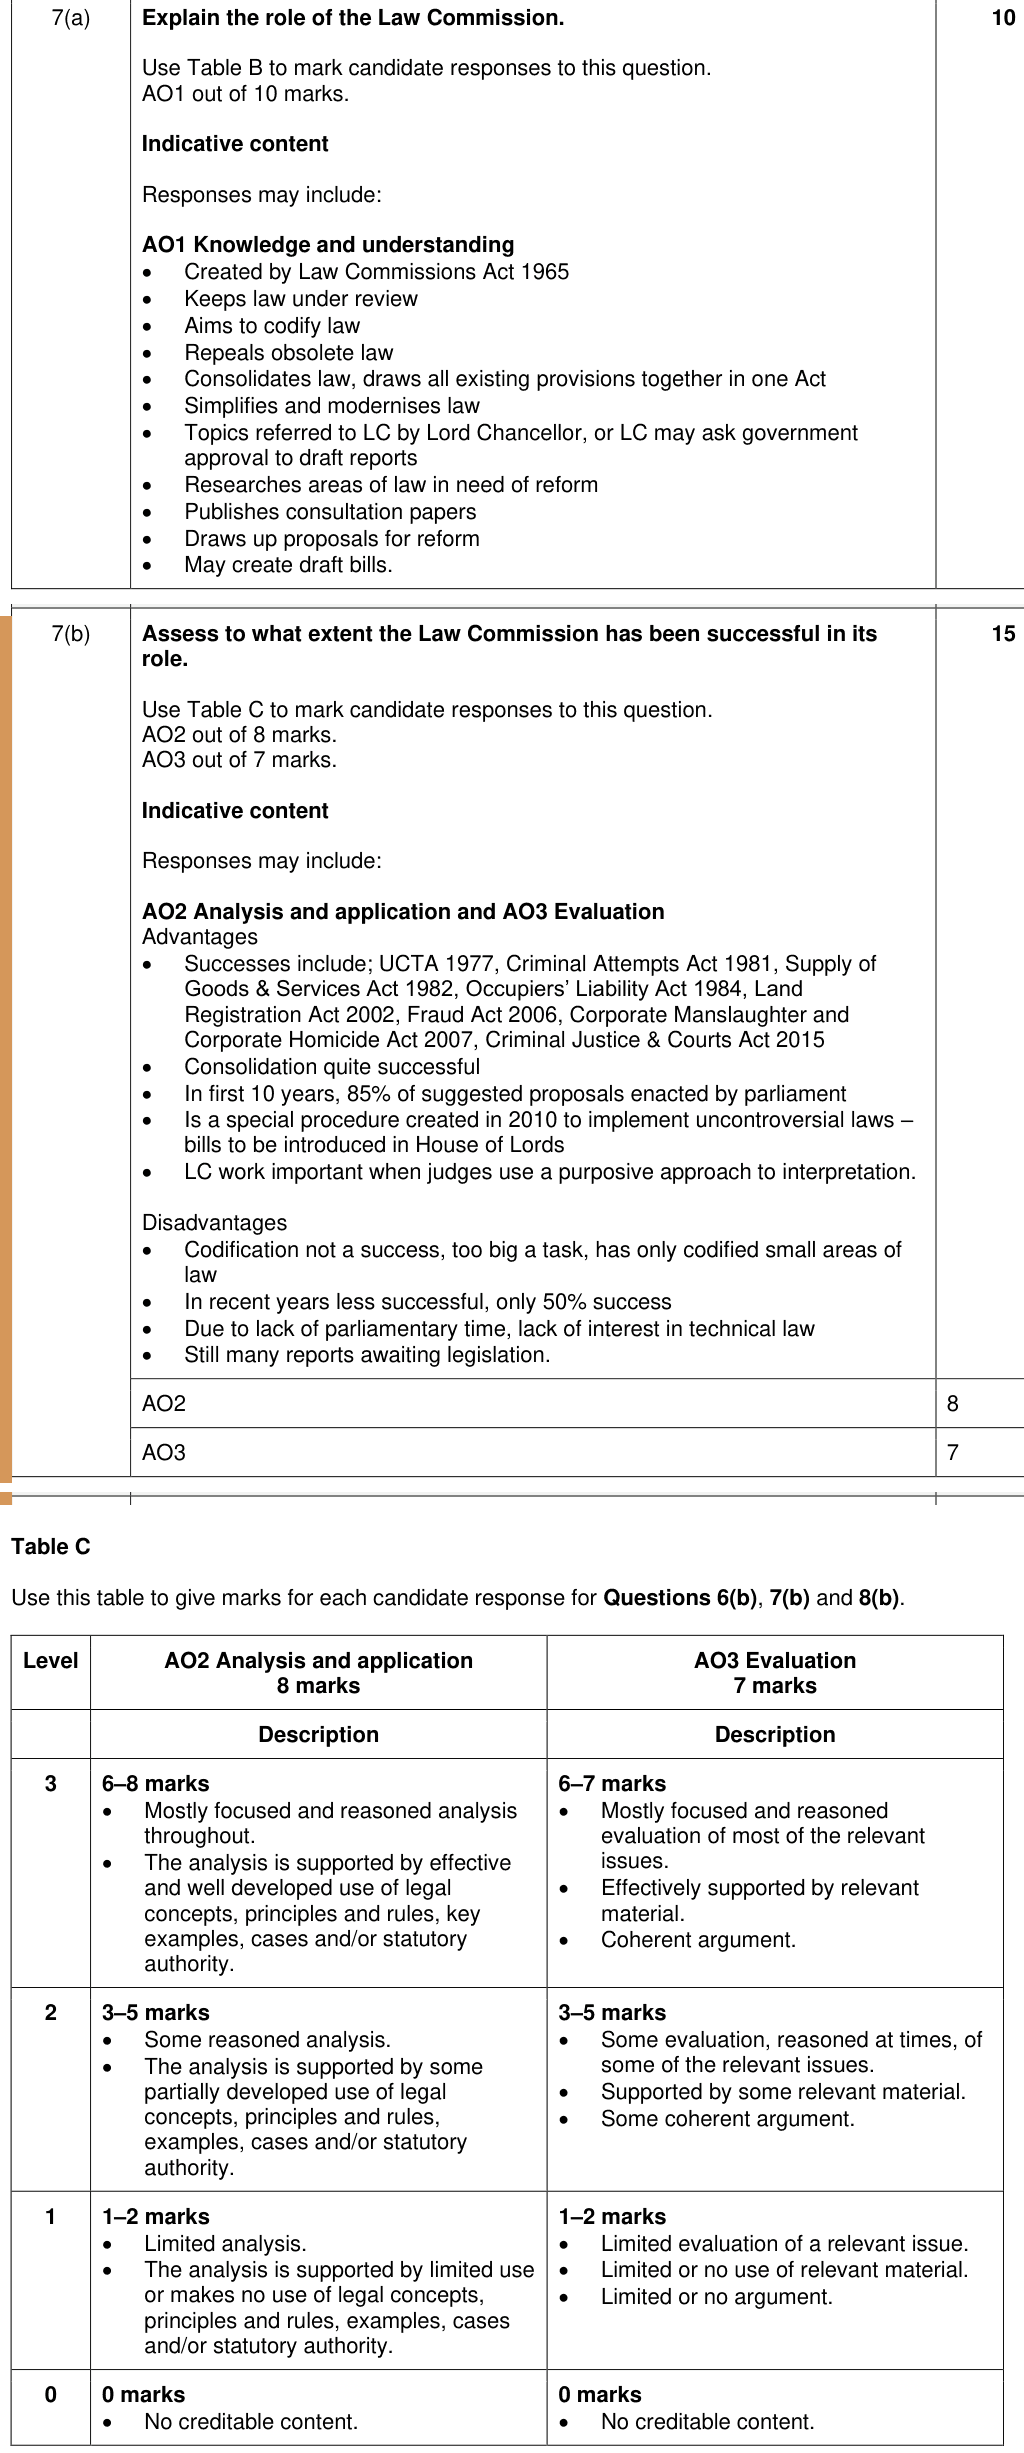 7(a)
Explain the role of the Law Commission.
10
Use Table B to mark candidate responses to this question.
AO1 out of 10 marks.
Indicative content
Responses may include:
AO1 Knowledge and understanding
• Created by Law Commissions Act 1965
• Keeps law under review
• Aims to codify law
• Repeals obsolete law
• Consolidates law, draws all existing provisions together in one Act
• Simplifies and modernises law
• Topics referred to LC by Lord Chancellor, or LC may ask government
approval to draft reports
• Researches areas of law in need of reform
• Publishes consultation papers
• Draws up proposals for reform
• May create draft bills.
7(b)
Assess to what extent the Law Commission has been successful in its
role.
15
Use Table C to mark candidate responses to this question.
AO2 out of 8 marks.
AO3 out of 7 marks.
Indicative content
Responses may include:
AO2 Analysis and application and AO3 Evaluation
Advantages
• Successes include; UCTA 1977, Criminal Attempts Act 1981, Supply of
Goods & Services Act 1982, Occupiers’ Liability Act 1984, Land
Registration Act 2002, Fraud Act 2006, Corporate Manslaughter and
Corporate Homicide Act 2007, Criminal Justice & Courts Act 2015
• Consolidation quite successful
• In first 10 years, 85% of suggested proposals enacted by parliament
• Is a special procedure created in 2010 to implement uncontroversial laws –
bills to be introduced in House of Lords
• LC work important when judges use a purposive approach to interpretation.
Disadvantages
• Codification not a success, too big a task, has only codified small areas of
law
• In recent years less successful, only 50% success
• Due to lack of parliamentary time, lack of interest in technical law
• Still many reports awaiting legislation.
AO2
8
AO3
7
Table C
Use this table to give marks for each candidate response for Questions 6(b), 7(b) and 8(b).
Level
AO2 Analysis and application
8 marks
AO3 Evaluation
7 marks
Description
Description
3
6–8 marks
• Mostly focused and reasoned analysis
throughout.
• The analysis is supported by effective
and well developed use of legal
concepts, principles and rules, key
examples, cases and/or statutory
authority.
6–7 marks
• Mostly focused and reasoned
evaluation of most of the relevant
issues.
• Effectively supported by relevant
material.
• Coherent argument.
2
3–5 marks
• Some reasoned analysis.
• The analysis is supported by some
partially developed use of legal
concepts, principles and rules,
examples, cases and/or statutory
authority.
3–5 marks
• Some evaluation, reasoned at times, of
some of the relevant issues.
• Supported by some relevant material.
• Some coherent argument.
1
1–2 marks
• Limited analysis.
• The analysis is supported by limited use
or makes no use of legal concepts,
principles and rules, examples, cases
and/or statutory authority.
1–2 marks
• Limited evaluation of a relevant issue.
• Limited or no use of relevant material.
• Limited or no argument.
0
0 marks
• No creditable content.
0 marks
• No creditable content.